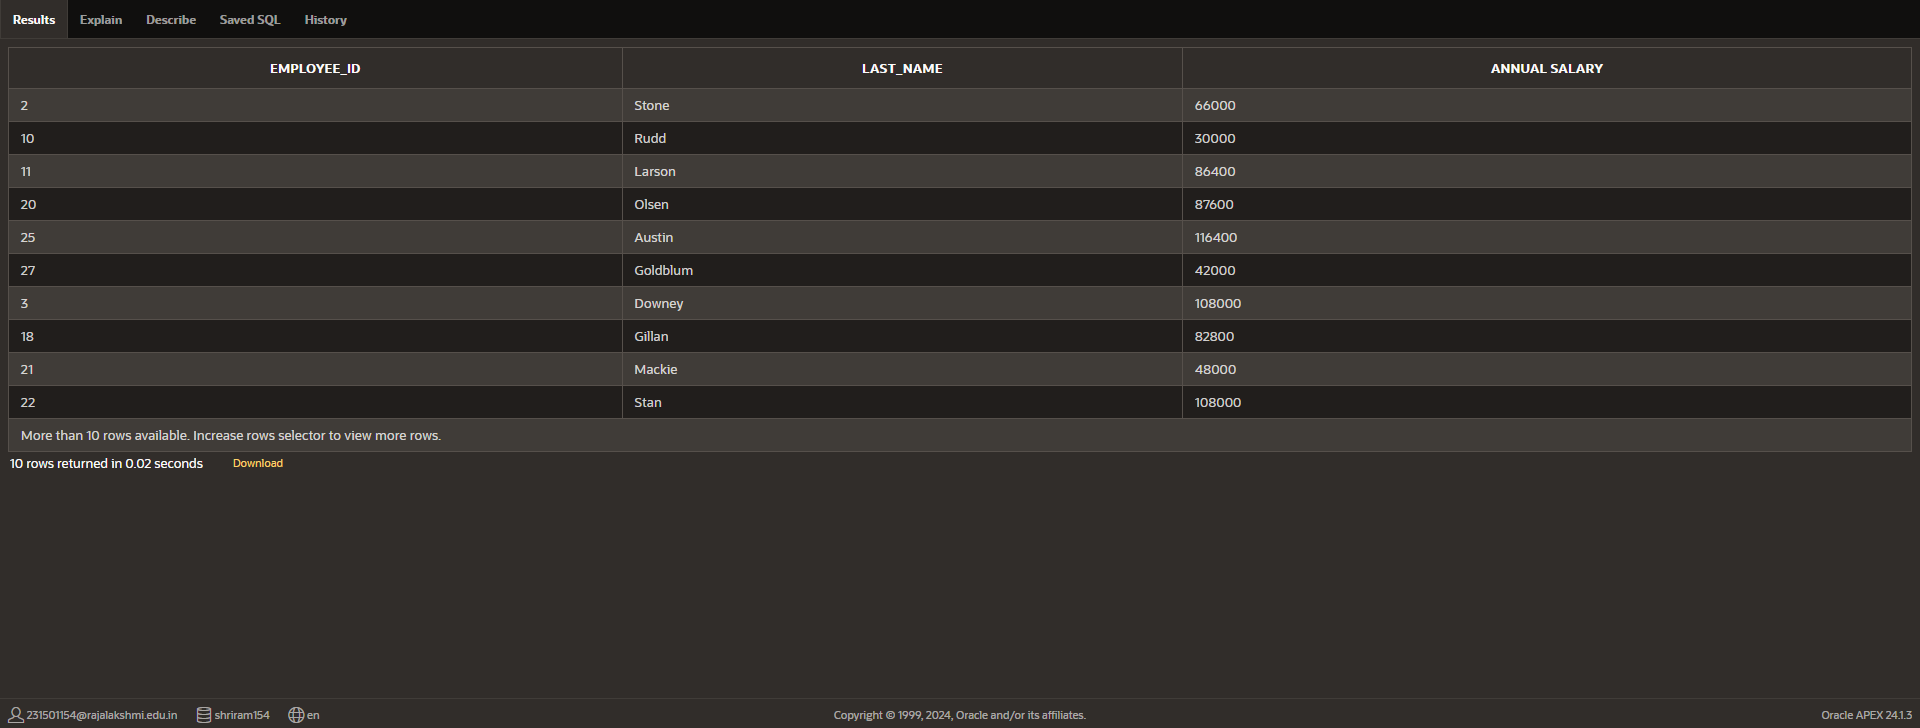 Results Explain Describe Saved SQL History
EMPLOYEE_ID LAST_NAME ANNUAL SALARY
2 Stone 66000
10 Rudd 30000
11 Larson 86400
20 Olsen 87600
25 Austin 116400
27 Goldblum 42000
3 Downey 108000
18 Gillan 82800
21 Mackie 48000
22 Stan 108000
More than 10 rows available. Increase rows selector to view more rows.
10 rows returned in 0.02 seconds Download
231501154@rajalakshmi.edu.in shriram154 en Copyright © 1999, 2024, Oracle and/or its affiliates. Oracle APEX 24.1.3